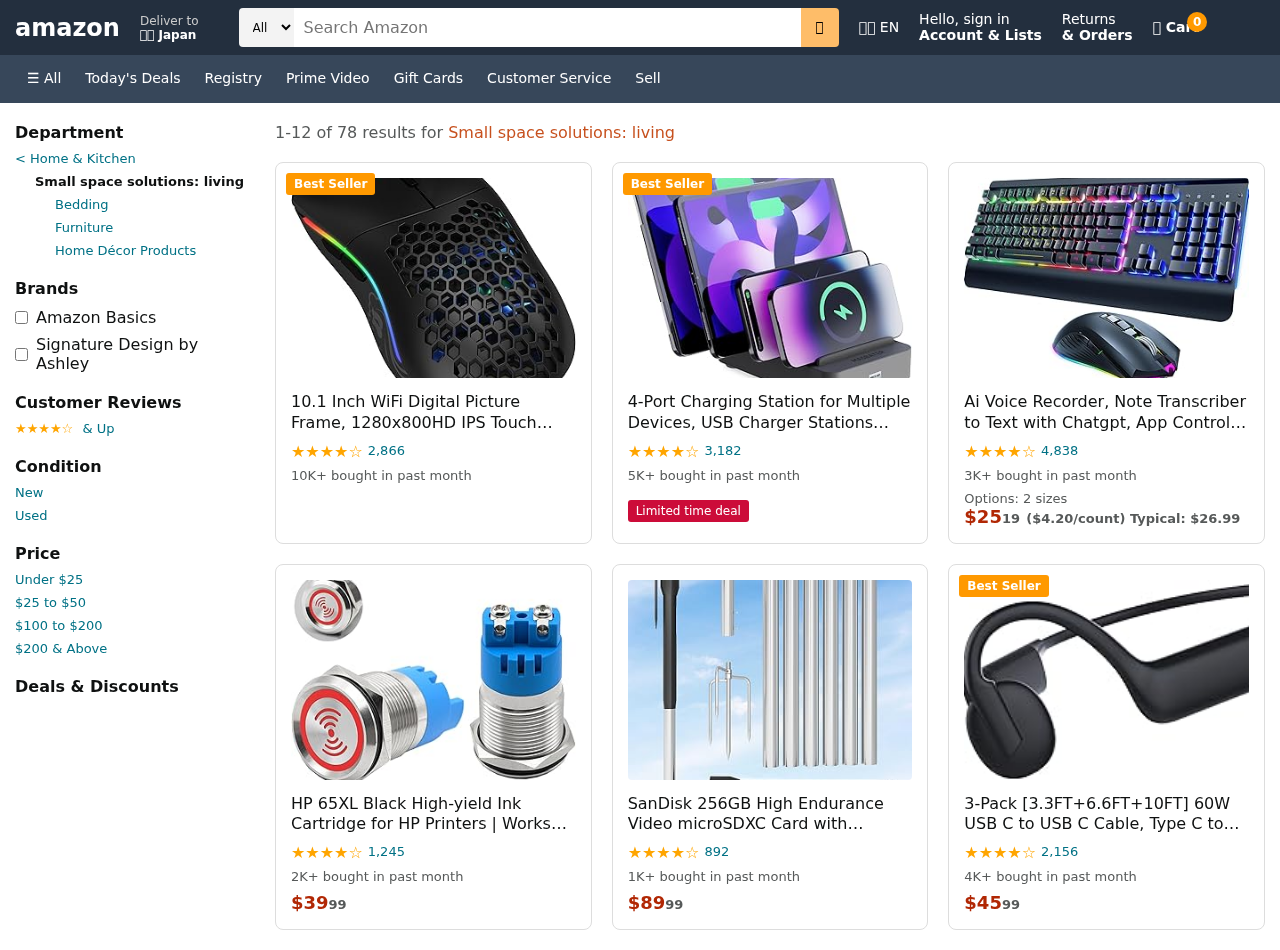 amazon
Deliver to
Japan
All
Search Amazon
EN
Hello, sign in
Account & Lists
Returns
& Orders
0
☰ All
Today's Deals
Registry
Prime Video
Gift Cards
Customer Service
Sell
Department
< Home & Kitchen
Small space solutions: living
Bedding
Furniture
Home Décor Products
Brands
Amazon Basics
Signature Design by
Ashley
Customer Reviews
★★★★☆ & Up
Condition
New
Used
Price
Under $25
$25 to $50
$100 to $200
$200 & Above
Deals & Discounts
1-12 of 78 results for Small space solutions: living
Best Seller
10.1 Inch WiFi Digital Picture
Frame, 1280x800HD IPS Touch…
★★★★☆ 2,866
10K+ bought in past month
Best Seller
4-Port Charging Station for Multiple
Devices, USB Charger Stations…
★★★★☆ 3,182
5K+ bought in past month
Limited time deal
Ai Voice Recorder, Note Transcriber
to Text with Chatgpt, App Control…
★★★★☆ 4,838
3K+ bought in past month
Options: 2 sizes
$2519 ($4.20/count) Typical: $26.99
HP 65XL Black High-yield Ink
Cartridge for HP Printers | Works…
★★★★☆ 1,245
2K+ bought in past month
$3999
SanDisk 256GB High Endurance
Video microSDXC Card with…
★★★★☆ 892
1K+ bought in past month
$8999
Best Seller
3-Pack [3.3FT+6.6FT+10FT] 60W
USB C to USB C Cable, Type C to…
★★★★☆ 2,156
4K+ bought in past month
$4599